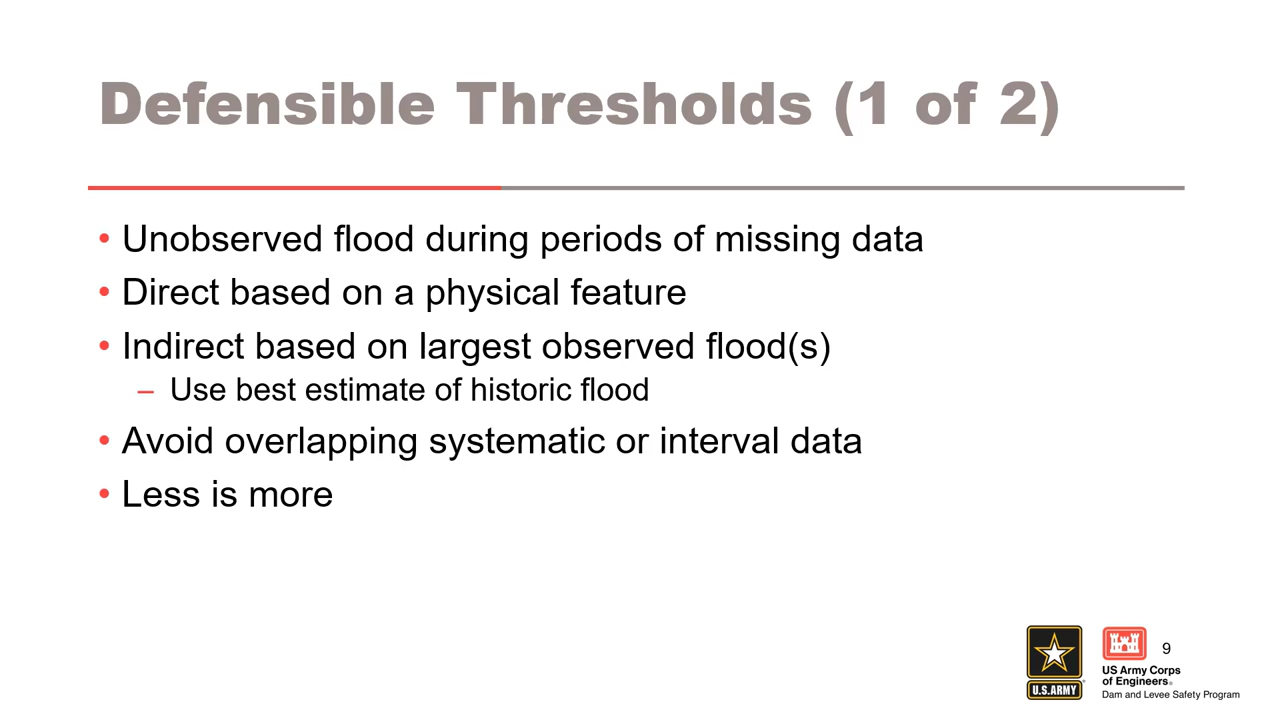 Defensible Thresholds (1 of 2)
• Unobserved flood during periods of missing data
• Direct based on a physical feature
• Indirect based on largest observed flood(s)
– Use best estimate of historic flood
• Avoid overlapping systematic or interval data
• Less is more
U.S.ARMY
9
US Army Corps
of Engineers®
Dam and Levee Safety Program